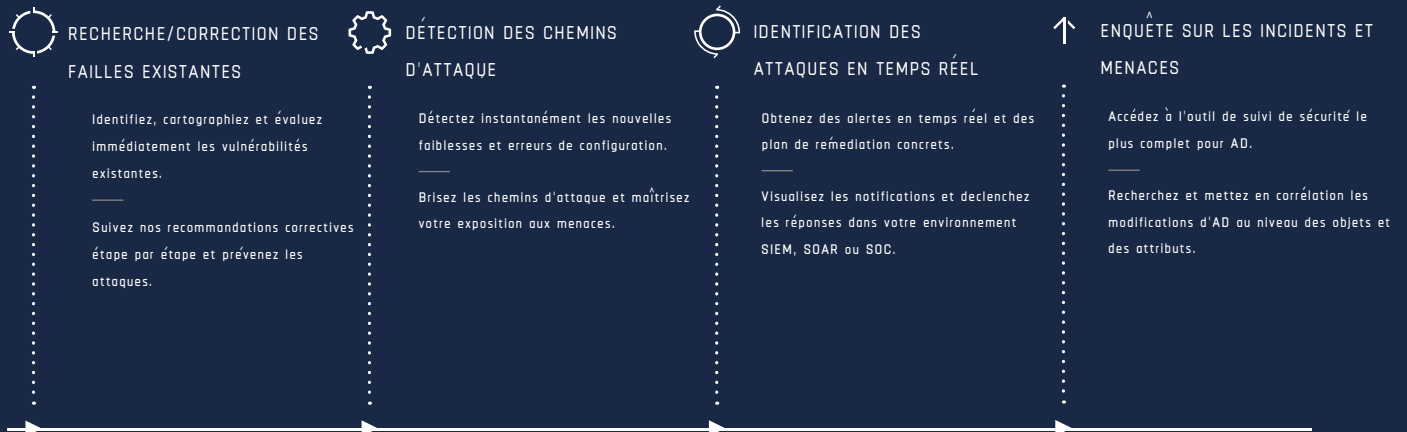 RECHERCHE/CORRECTION DES
FAILLES EXISTANTES
Identifiez, cartographiez et évaluez
immédiatement les vulnérabilités
existantes.
Suivez nos recommandations correctives
étape par étape et prévenez les
attaques.
DÉTECTION DES CHEMINS
D'ATTAQUE
Détectez instantanément les nouvelles
faiblesses et erreurs de configuration.
Brisez les chemins d'attaque et maîtrisez
votre exposition aux menaces.
IDENTIFICATION DES
ATTAQUES EN TEMPS RÉEL
Obtenez des alertes en temps réel et des
plan de remédiation concrets.
Visualisez les notifications et declenchez
les réponses dans votre environnement
SIEM, SOAR ou SOC.
ENQUÊTE SUR LES INCIDENTS ET
MENACES
Accédez à l'outil de suivi de sécurité le
plus complet pour AD.
Recherchez et mettez en corrélation les
modifications d'AD au niveau des objets et
des attributs.